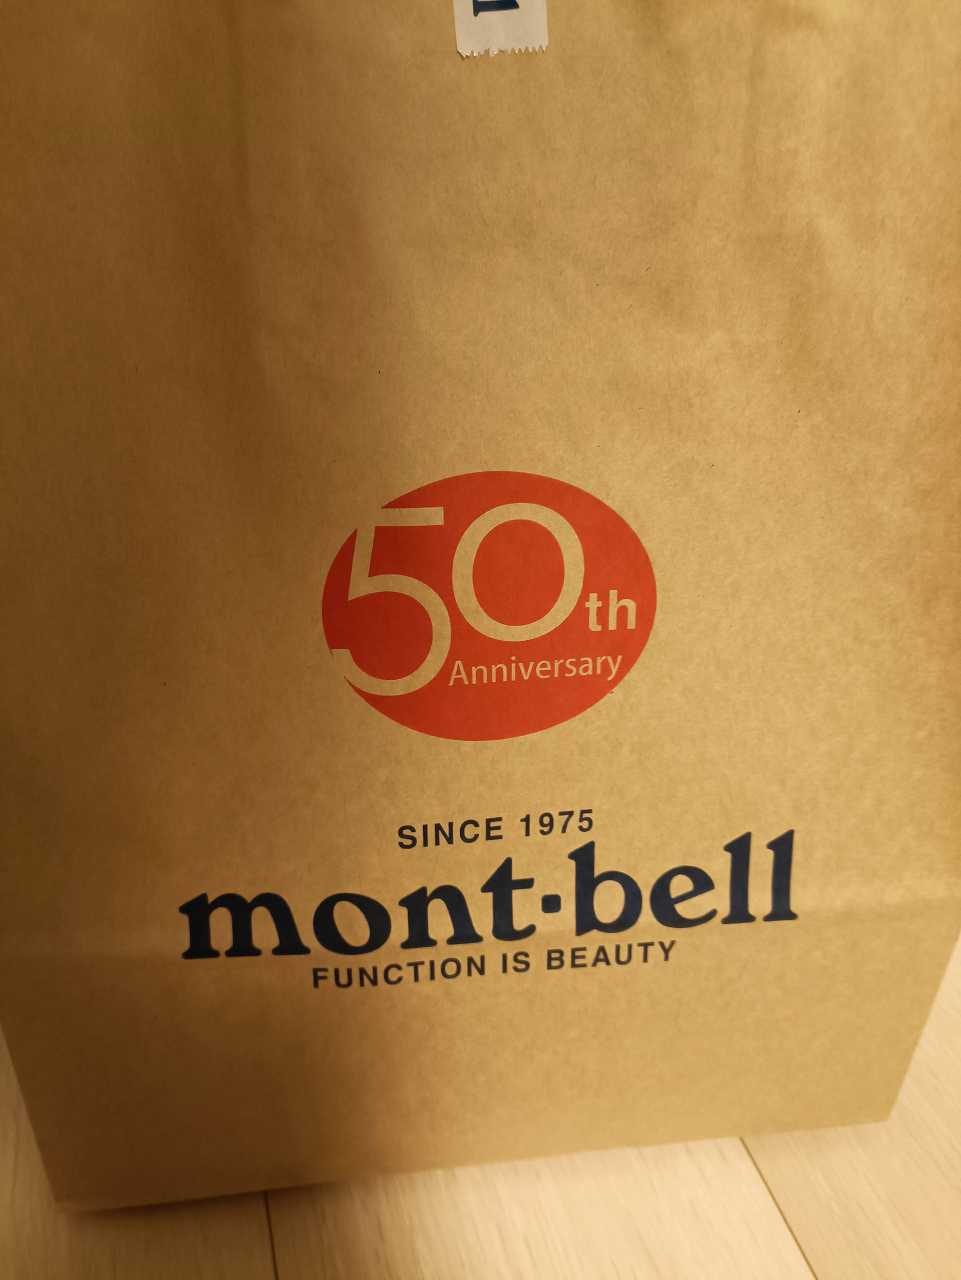 50th
Anniversary
SINCE 1975
mont-bell
FUNCTION IS BEAUTY